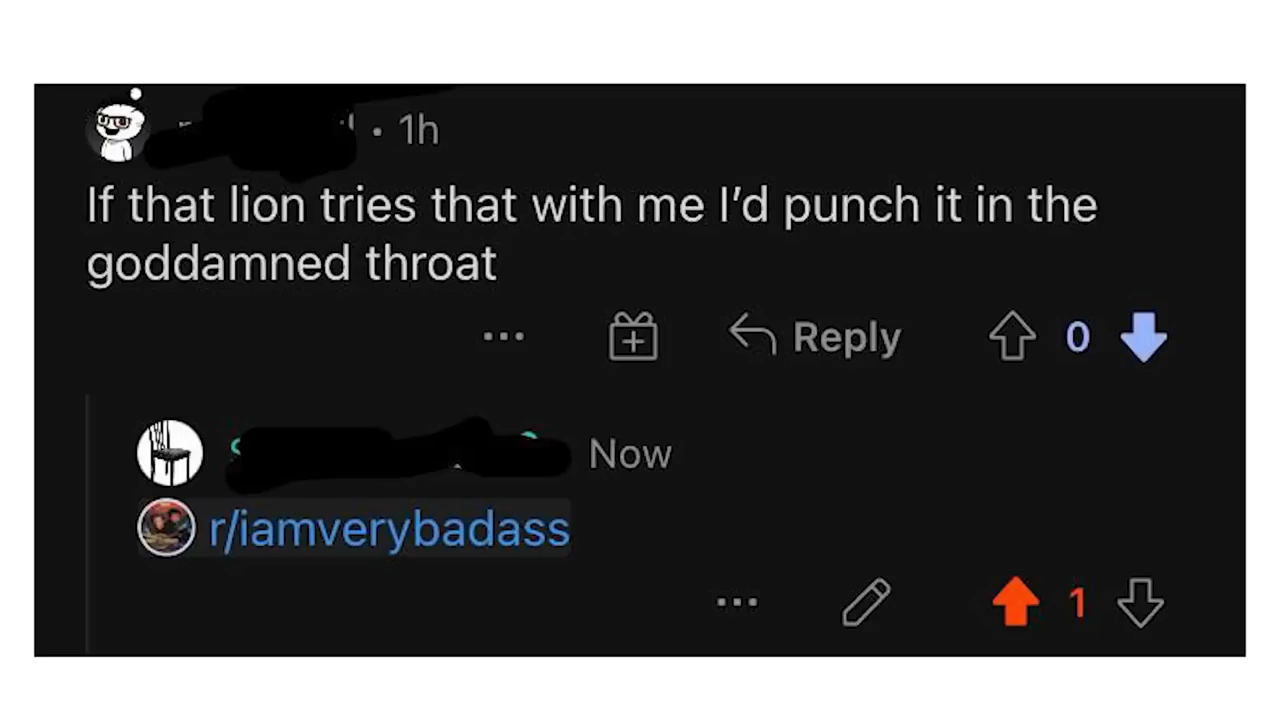 • 1h
If that lion tries that with me I’d punch it in the
goddamned throat
... Reply 0
Now
r/iamverybadass
... 1